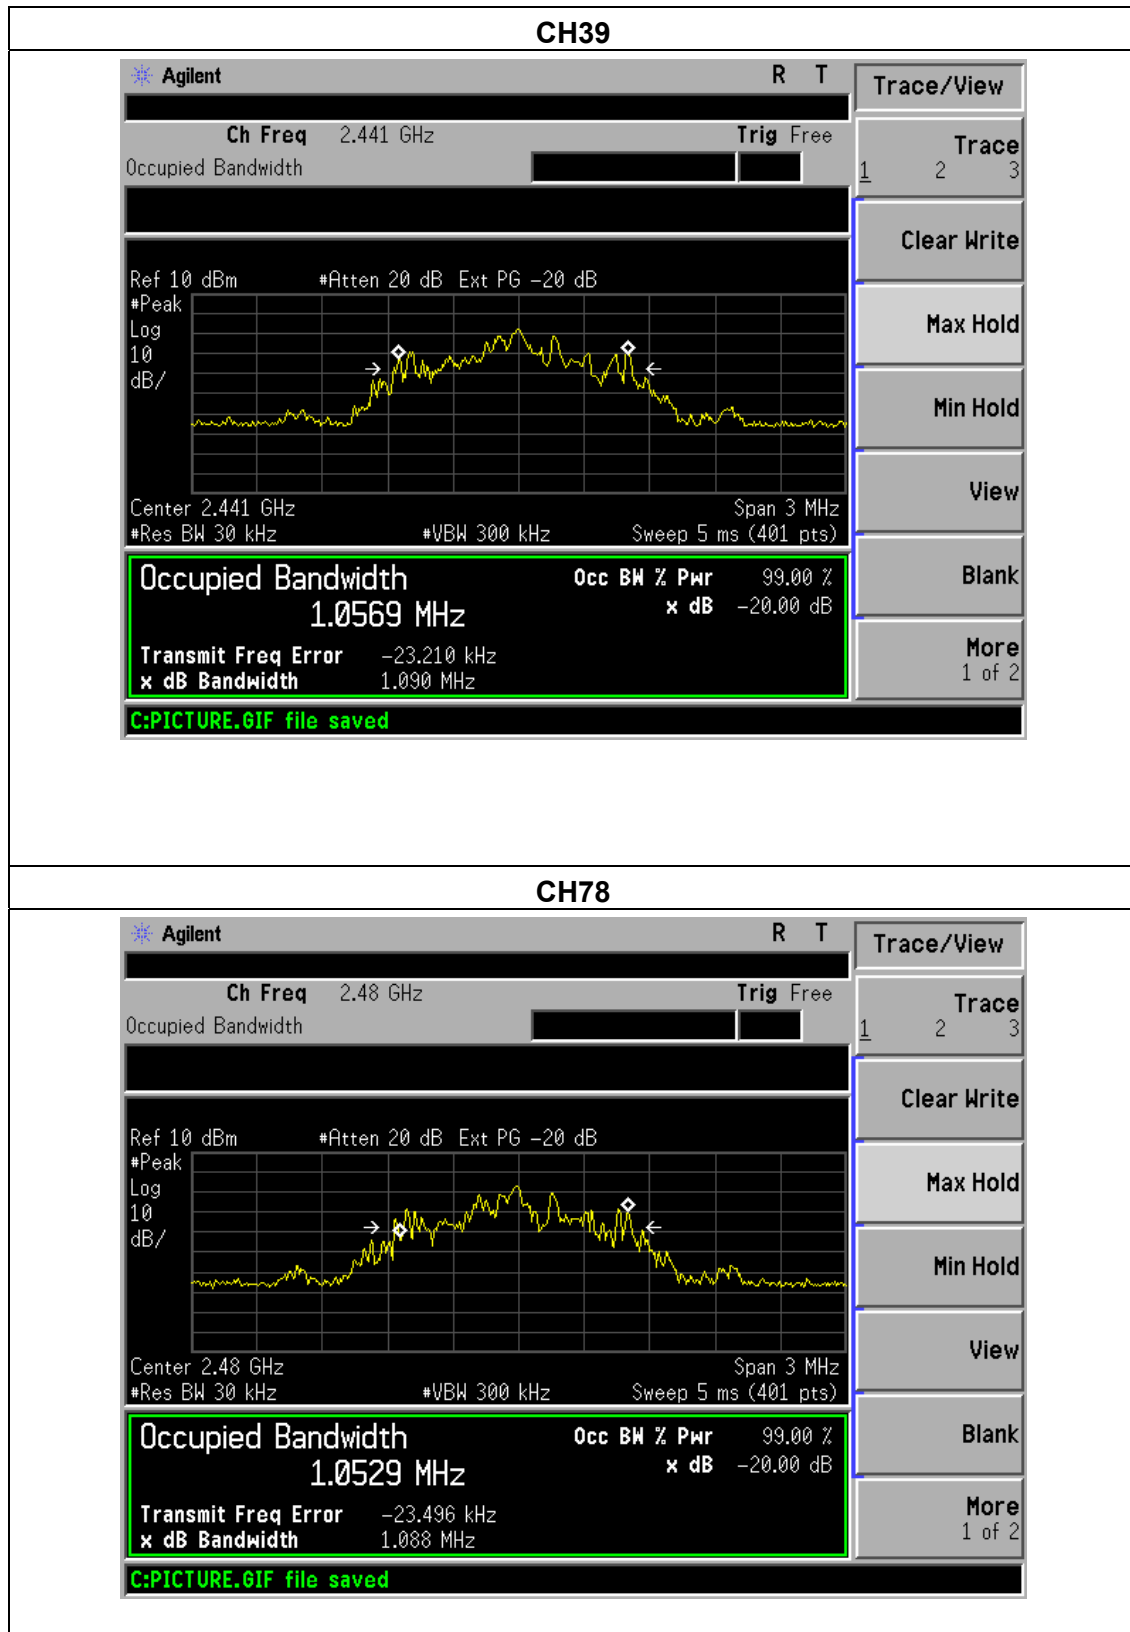 CH39
Agilent R T
Trace/View
Ch Freq 2.441 GHz Trig Free
Occupied Bandwidth
Trace
1 2 3
Clear Write
Ref 10 dBm #Atten 20 dB Ext PG -20 dB
#Peak
Log
10
dB/
Max Hold
Min Hold
View
Center 2.441 GHz Span 3 MHz
#Res BW 30 kHz #VBW 300 kHz Sweep 5 ms (401 pts)
Occupied Bandwidth Occ BW % Pwr 99.00 %
1.0569 MHz x dB -20.00 dB
Blank
Transmit Freq Error -23.210 kHz
x dB Bandwidth 1.090 MHz
More
1 of 2
C:PICTURE.GIF file saved
CH78
Agilent R T
Trace/View
Ch Freq 2.48 GHz Trig Free
Occupied Bandwidth
Trace
1 2 3
Clear Write
Ref 10 dBm #Atten 20 dB Ext PG -20 dB
#Peak
Log
10
dB/
Max Hold
Min Hold
View
Center 2.48 GHz Span 3 MHz
#Res BW 30 kHz #VBW 300 kHz Sweep 5 ms (401 pts)
Occupied Bandwidth Occ BW % Pwr 99.00 %
1.0529 MHz x dB -20.00 dB
Blank
Transmit Freq Error -23.496 kHz
x dB Bandwidth 1.088 MHz
More
1 of 2
C:PICTURE.GIF file saved